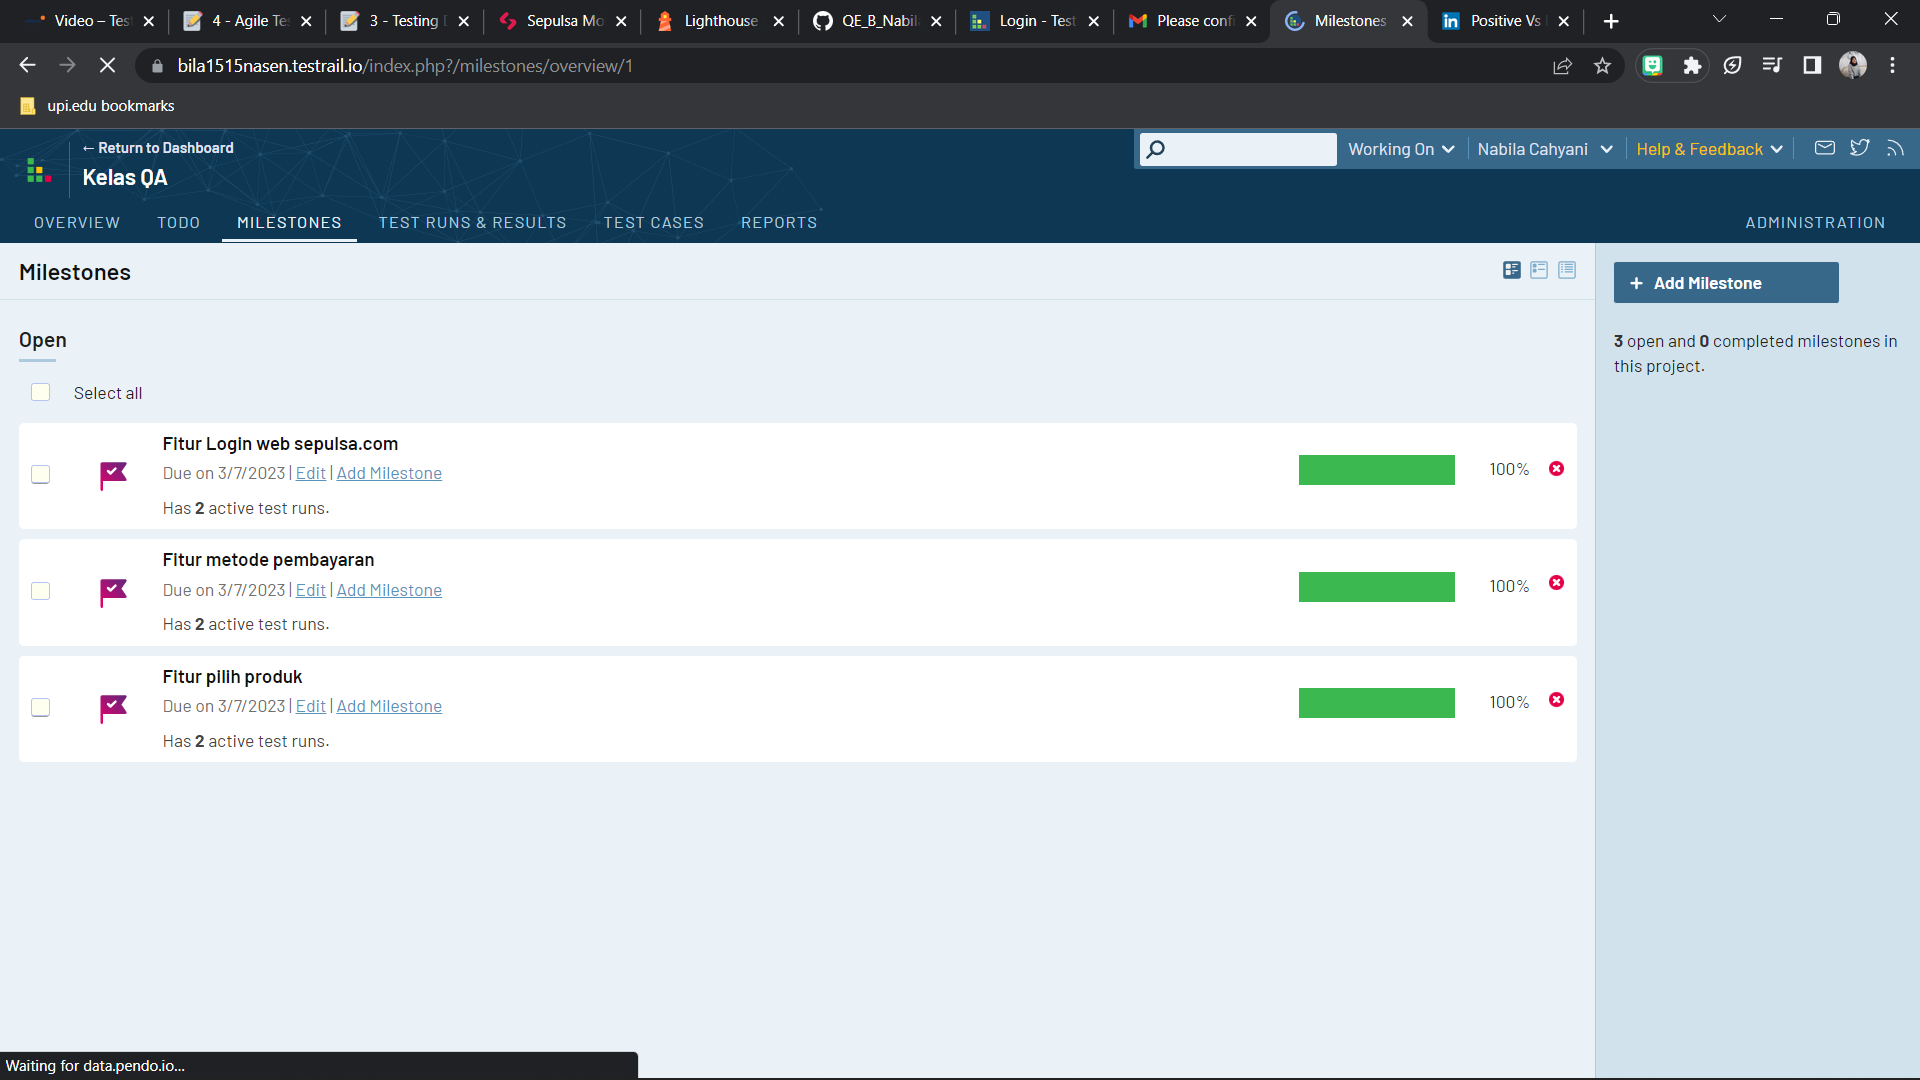 Video – Tes
4 - Agile Te
3 - Testing
Sepulsa Mo
Lighthouse
QE_B_Nabila
Login - Test
Please confi
Milestones
Positive Vs
bila1515nasen.testrail.io/index.php?/milestones/overview/1
upi.edu bookmarks
← Return to Dashboard
Kelas QA
Working On
Nabila Cahyani
Help & Feedback
OVERVIEW
TODO
MILESTONES
TEST RUNS & RESULTS
TEST CASES
REPORTS
ADMINISTRATION
Milestones
+ Add Milestone
3 open and 0 completed milestones in
this project.
Open
Select all
Fitur Login web sepulsa.com
Due on 3/7/2023 | Edit | Add Milestone
Has 2 active test runs.
100%
Fitur metode pembayaran
Due on 3/7/2023 | Edit | Add Milestone
Has 2 active test runs.
100%
Fitur pilih produk
Due on 3/7/2023 | Edit | Add Milestone
Has 2 active test runs.
100%
Waiting for data.pendo.io...